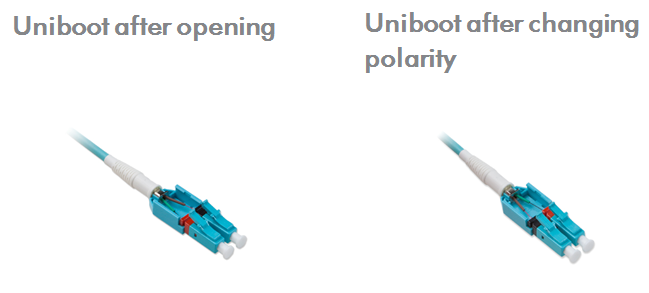 Uniboot after opening
Uniboot after changing
polarity